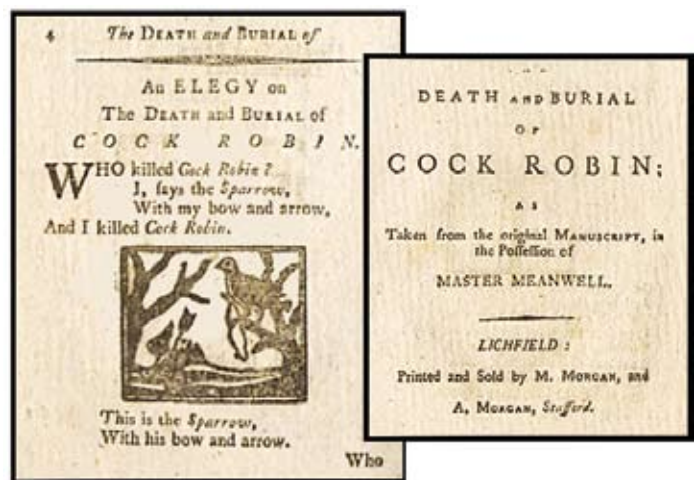 4 The DEATH and BURIAL of
An ELEGY on
The DEATH and BURIAL of
COCK ROBIN.
WHO killed Cock Robin?
I, ſays the Sparrow,
With my bow and arrow,
And I killed Cock Robin.
This is the Sparrow,
With his bow and arrow.
Who
DEATH AND BURIAL
OF
COCK ROBIN;
AS
Taken from the original MANUSCRIPT, in
the Poſſeſſion of
MASTER MEANWELL.
LICHFIELD:
Printed and Sold by M. MORGAN, and
A. MORGAN, Stafford.